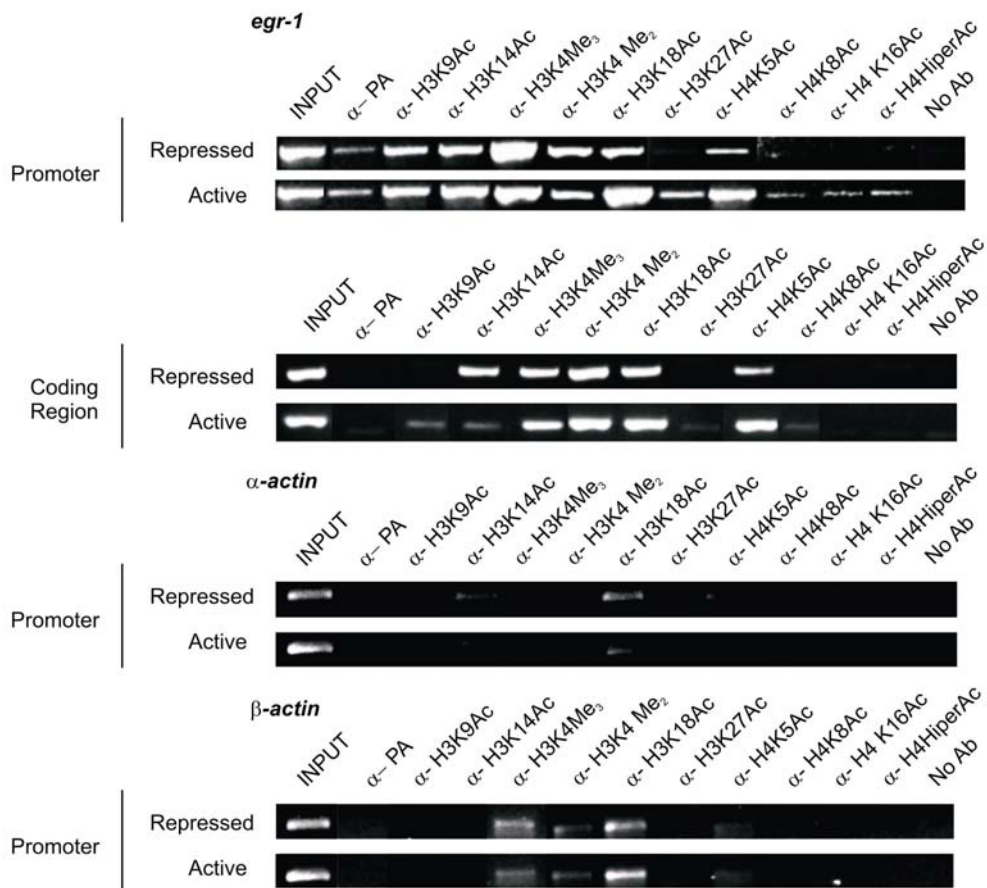 egr-1
INPUT α– PA α- H3K9Ac α- H3K14Ac α- H3K4Me₃ α- H3K4 Me₂ α- H3K18Ac α- H3K27Ac α- H4K5Ac α- H4K8Ac α- H4 K16Ac α- H4HiperAc No Ab
Promoter
Repressed
Active
INPUT α– PA α- H3K9Ac α- H3K14Ac α- H3K4Me₃ α- H3K4 Me₂ α- H3K18Ac α- H3K27Ac α- H4K5Ac α- H4K8Ac α- H4 K16Ac α- H4HiperAc No Ab
Coding
Region
Repressed
Active
α-actin
INPUT α– PA α- H3K9Ac α- H3K14Ac α- H3K4Me₃ α- H3K4 Me₂ α- H3K18Ac α- H3K27Ac α- H4K5Ac α- H4K8Ac α- H4 K16Ac α- H4HiperAc No Ab
Promoter
Repressed
Active
β-actin
INPUT α– PA α- H3K9Ac α- H3K14Ac α- H3K4Me₃ α- H3K4 Me₂ α- H3K18Ac α- H3K27Ac α- H4K5Ac α- H4K8Ac α- H4 K16Ac α- H4HiperAc No Ab
Promoter
Repressed
Active